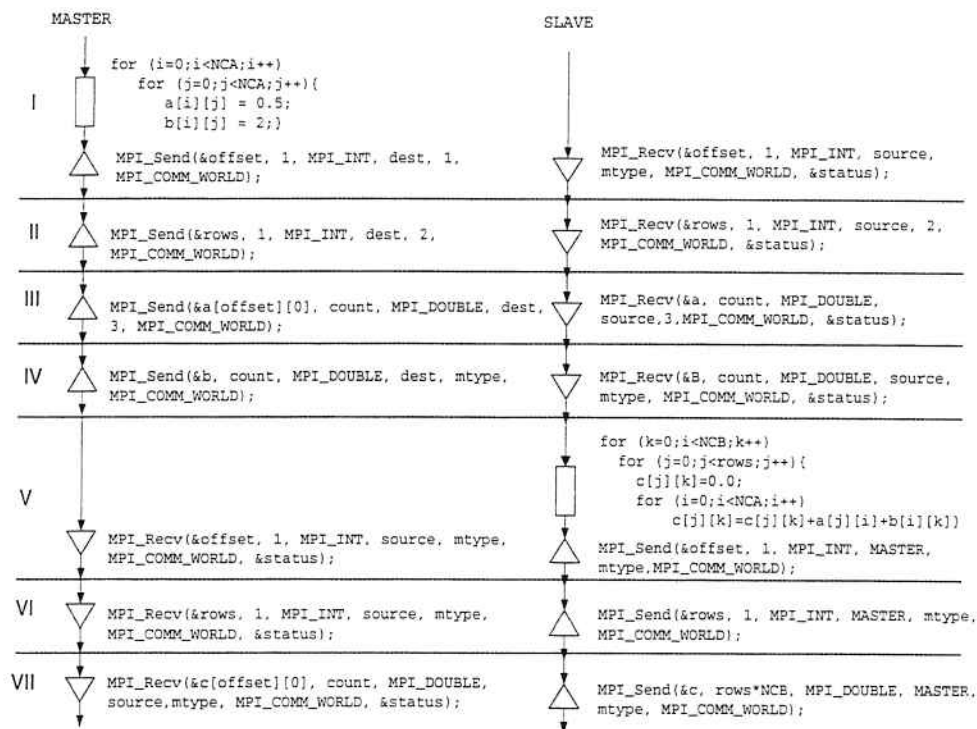 MASTER
SLAVE
I
for (i=0;i<NCA;i++)
for (j=0;j<NCA;j++){
a[i][j] = 0.5;
b[i][j] = 2;)
MPI_Send(&offset, 1, MPI_INT, dest, 1,
MPI_COMM_WORLD);
MPI_Recv(&offset, 1, MPI_INT, source,
mtype, MPI_COMM_WORLD, &status);
II
MPI_Send(&rows, 1, MPI_INT, dest, 2,
MPI_COMM_WORLD);
MPI_Recv(&rows, 1, MPI_INT, source, 2,
MPI_COMM_WORLD, &status);
III
MPI_Send(&a[offset][0], count, MPI_DOUBLE, dest,
3, MPI_COMM_WORLD);
MPI_Recv(&a, count, MPI_DOUBLE,
source,3,MPI_COMM_WORLD, &status);
IV
MPI_Send(&b, count, MPI_DOUBLE, dest, mtype,
MPI_COMM_WORLD);
MPI_Recv(&B, count, MPI_DOUBLE, source,
mtype, MPI_COMM_WORLD, &status);
V
for (k=0;i<NCB;k++)
for (j=0;j<rows;j++){
c[j][k]=0.0;
for (i=0;i<NCA;i++)
c[j][k]=c[j][k]+a[j][i]+b[i][k])
MPI_Recv(&offset, 1, MPI_INT, source, mtype,
MPI_COMM_WORLD, &status);
MPI_Send(&offset, 1, MPI_INT, MASTER,
mtype,MPI_COMM_WORLD);
VI
MPI_Recv(&rows, 1, MPI_INT, source, mtype,
MPI_COMM_WORLD, &status);
MPI_Send(&rows, 1, MPI_INT, MASTER, mtype,
MPI_COMM_WORLD);
VII
MPI_Recv(&c[offset][0], count, MPI_DOUBLE,
source,mtype, MPI_COMM_WORLD, &status);
MPI_Send(&c, rows*NCB, MPI_DOUBLE, MASTER,
mtype, MPI_COMM_WORLD);